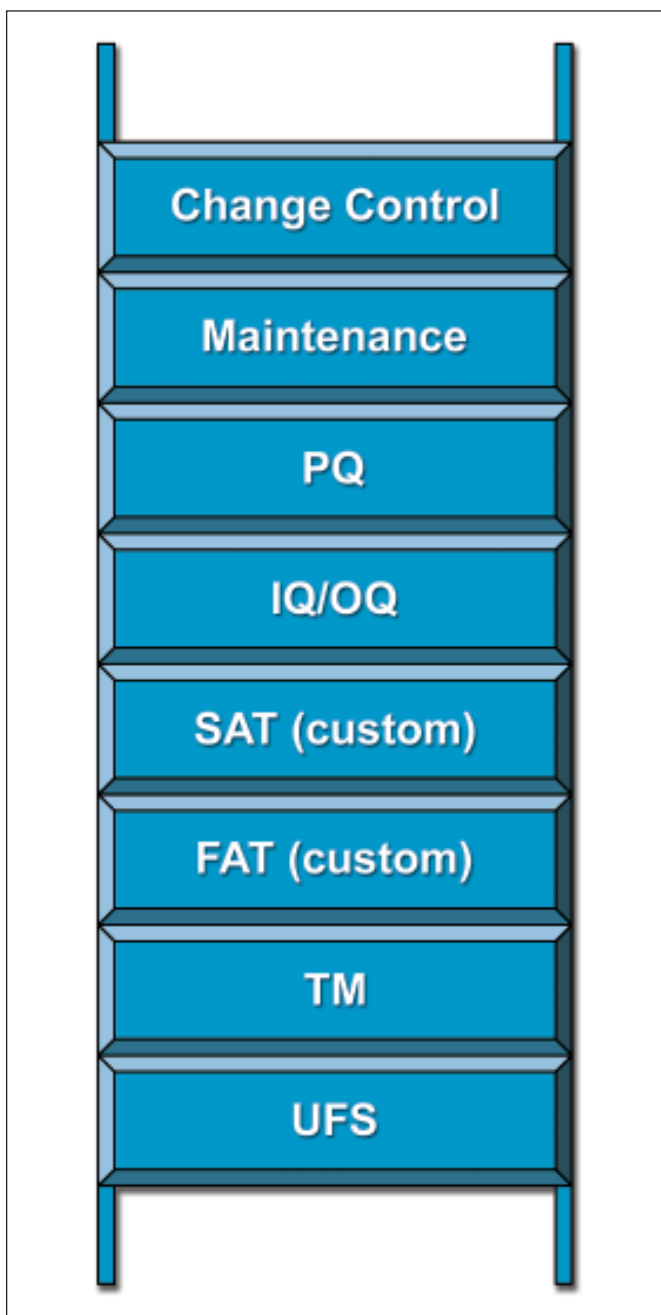 Change Control
Maintenance
PQ
IQ/OQ
SAT (custom)
FAT (custom)
TM
UFS